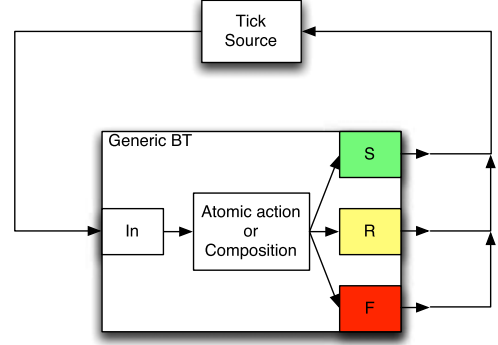 Tick
Source
Generic BT
S
In
Atomic action
or
Composition
R
F